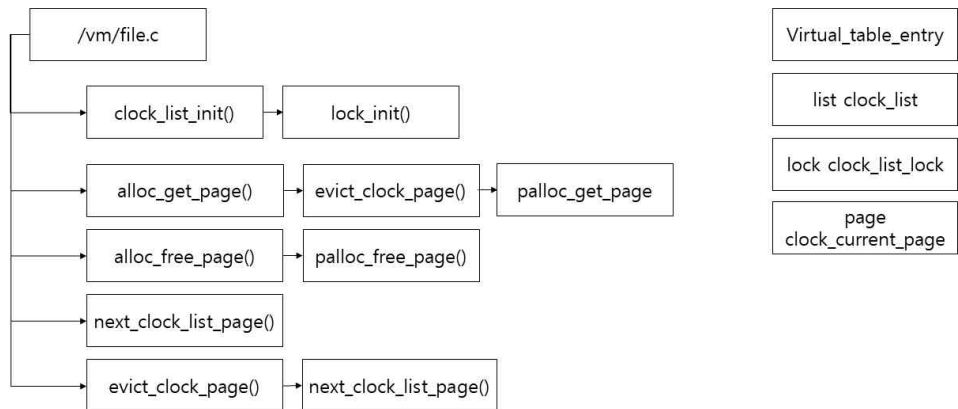 /vm/file.c
Virtual_table_entry
list clock_list
clock_list_init()
lock_init()
lock clock_list_lock
alloc_get_page()
evict_clock_page()
palloc_get_page
page
clock_current_page
alloc_free_page()
palloc_free_page()
next_clock_list_page()
evict_clock_page()
next_clock_list_page()